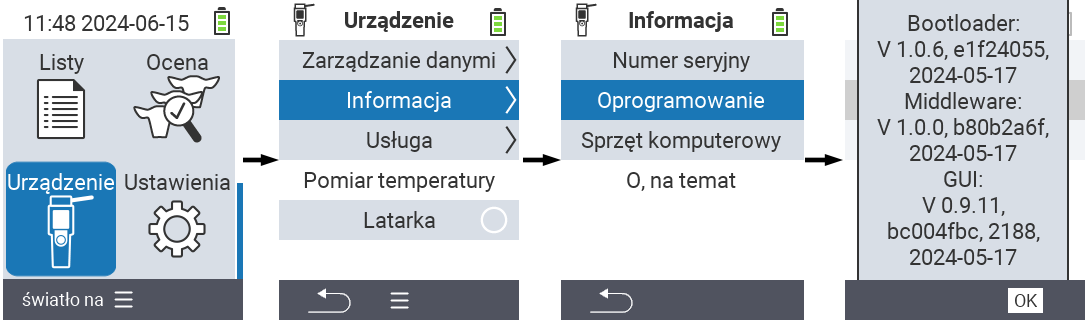 11:48 2024-06-15
Listy
Ocena
Urządzenie
Ustawienia
światło na
Urządzenie
Zarządzanie danymi
Informacja
Usługa
Pomiar temperatury
Latarka
Informacja
Numer seryjny
Oprogramowanie
Sprzęt komputerowy
O, na temat
Bootloader:
V 1.0.6, e1f24055,
2024-05-17
Middleware:
V 1.0.0, b80b2a6f,
2024-05-17
GUI:
V 0.9.11,
bc004fbc, 2188,
2024-05-17
OK